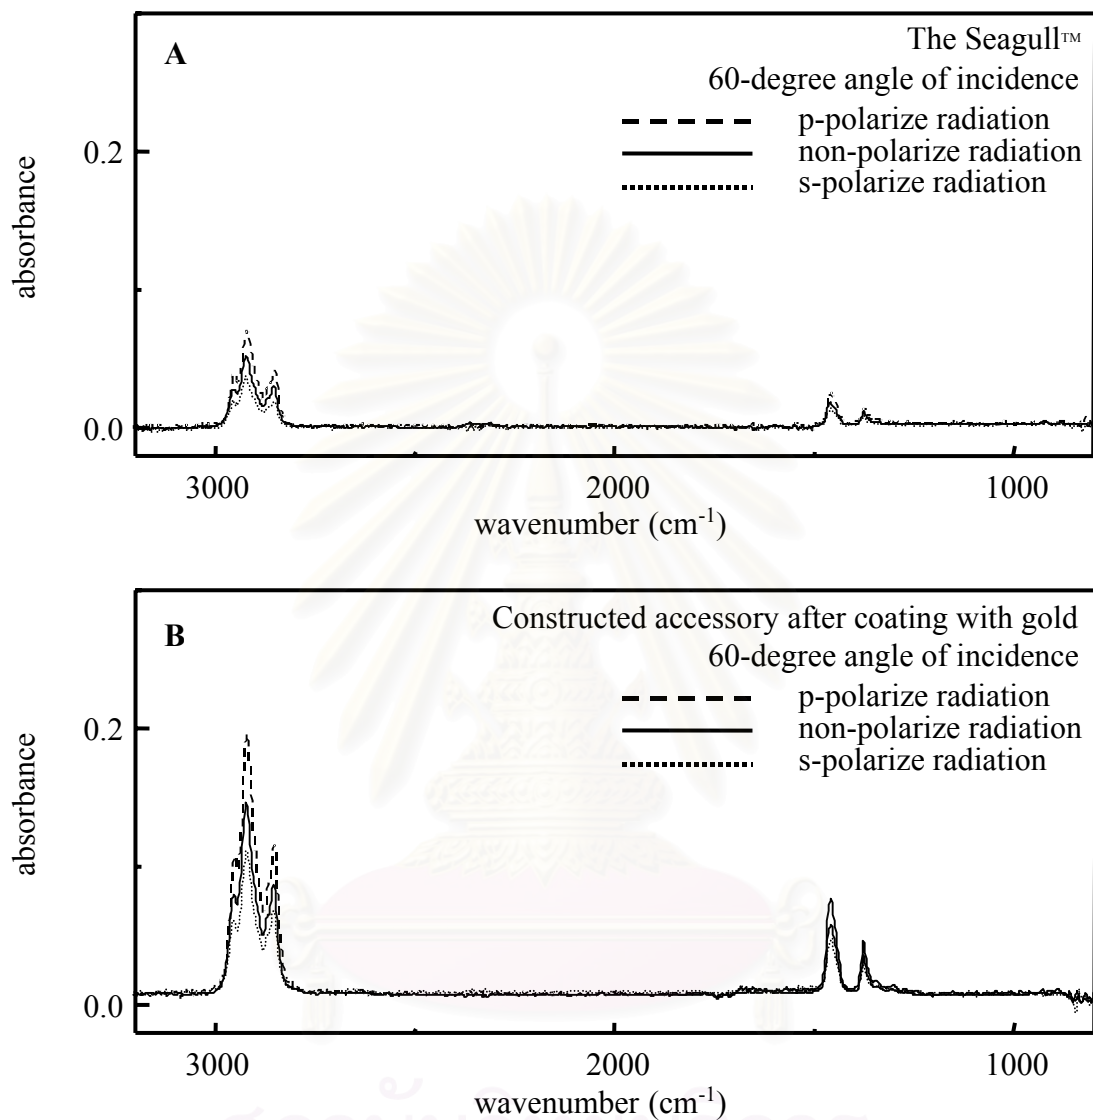 A
The Seagull™
60-degree angle of incidence
p-polarize radiation
non-polarize radiation
s-polarize radiation
absorbance
0.2
0.0
3000
2000
1000
wavenumber (cm⁻¹)
B
Constructed accessory after coating with gold
60-degree angle of incidence
p-polarize radiation
non-polarize radiation
s-polarize radiation
absorbance
0.2
0.0
3000
2000
1000
wavenumber (cm⁻¹)